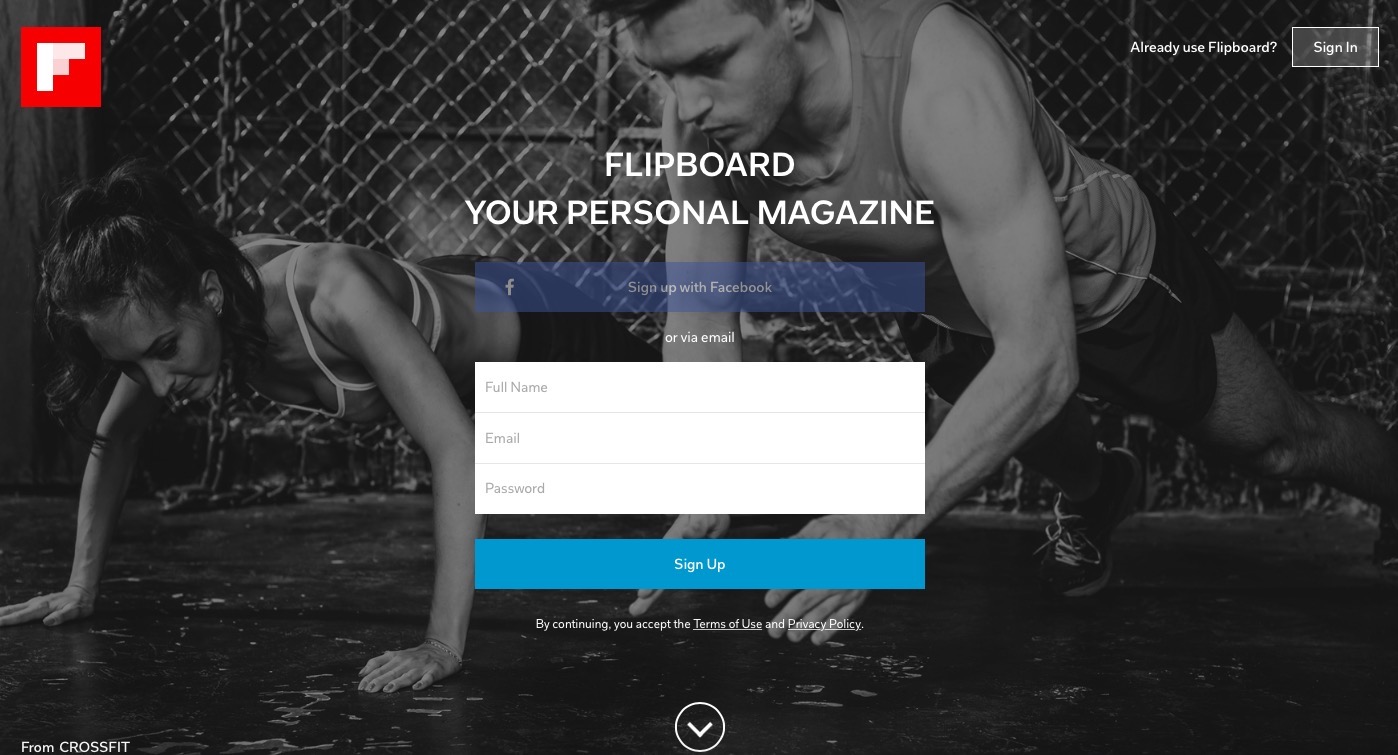 Already use Flipboard?
Sign In
FLIPBOARD
YOUR PERSONAL MAGAZINE
f
Sign up with Facebook
or via email
Full Name
Email
Password
Sign Up
By continuing, you accept the Terms of Use and Privacy Policy.
From CROSSFIT